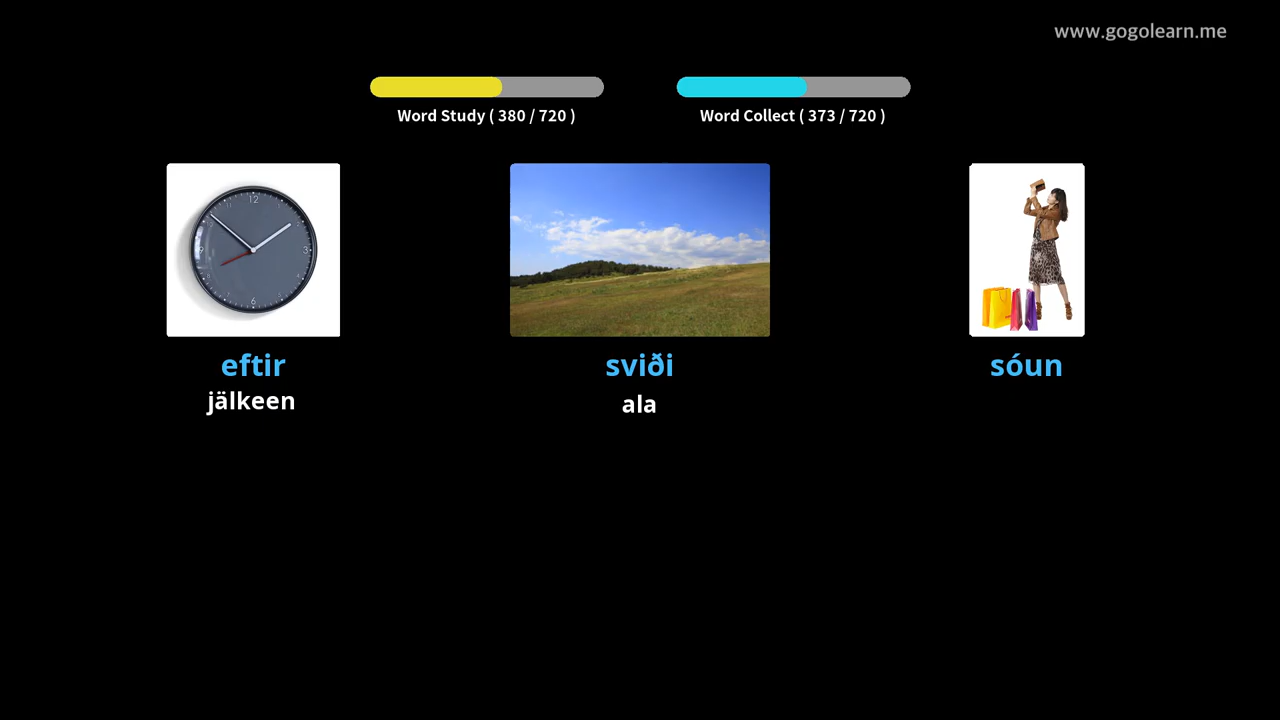 www.gogolearn.me
Word Study ( 380 / 720 )
Word Collect ( 373 / 720 )
eftir
sviði
sóun
jälkeen
ala